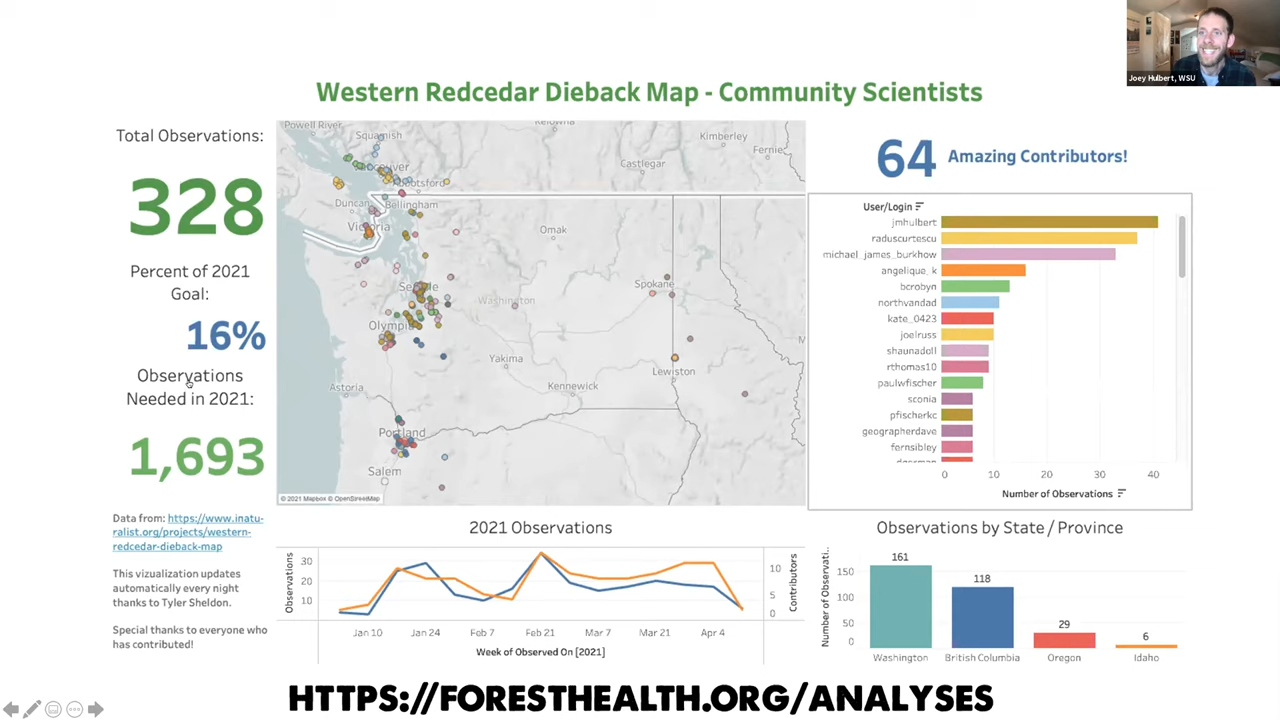 Joey Hulbert, WSU
Western Redcedar Dieback Map - Community Scientists
Total Observations:
328
Percent of 2021
Goal:
16%
Observations
Needed in 2021:
1,693
Data from: https://www.inatu-
ralist.org/projects/western-
redcedar-dieback-map
This vizualization updates
automatically every night
thanks to Tyler Sheldon.
Special thanks to everyone who
has contributed!
Powell River
Squamish
Kelowna
Kimberley
Fernie
Castlegar
Vancouver
Abbotsford
Duncan
Bellingham
Victoria
Omak
Seattle
Washington
Spokane
Olympia
Yakima
Lewiston
Astoria
Kennewick
Portland
Salem
© 2021 Mapbox © OpenStreetMap
64 Amazing Contributors!
User/Login
jmhulbert
raduscurtescu
michael_james_burkhow
angelique_k
bcrobyn
northvandad
kate_0423
joelruss
shaunadoll
rthomas10
paulwfischer
sconia
pfischerkc
geographerdave
fernsibley
0 10 20 30 40
Number of Observations
2021 Observations
Observations
30
20
10
Contributors
10
5
0
Jan 10 Jan 24 Feb 7 Feb 21 Mar 7 Mar 21 Apr 4
Week of Observed On [2021]
Observations by State / Province
Number of Observati..
150
100
50
0
161 118 29 6
Washington British Columbia Oregon Idaho
HTTPS://FORESTHEALTH.ORG/ANALYSES